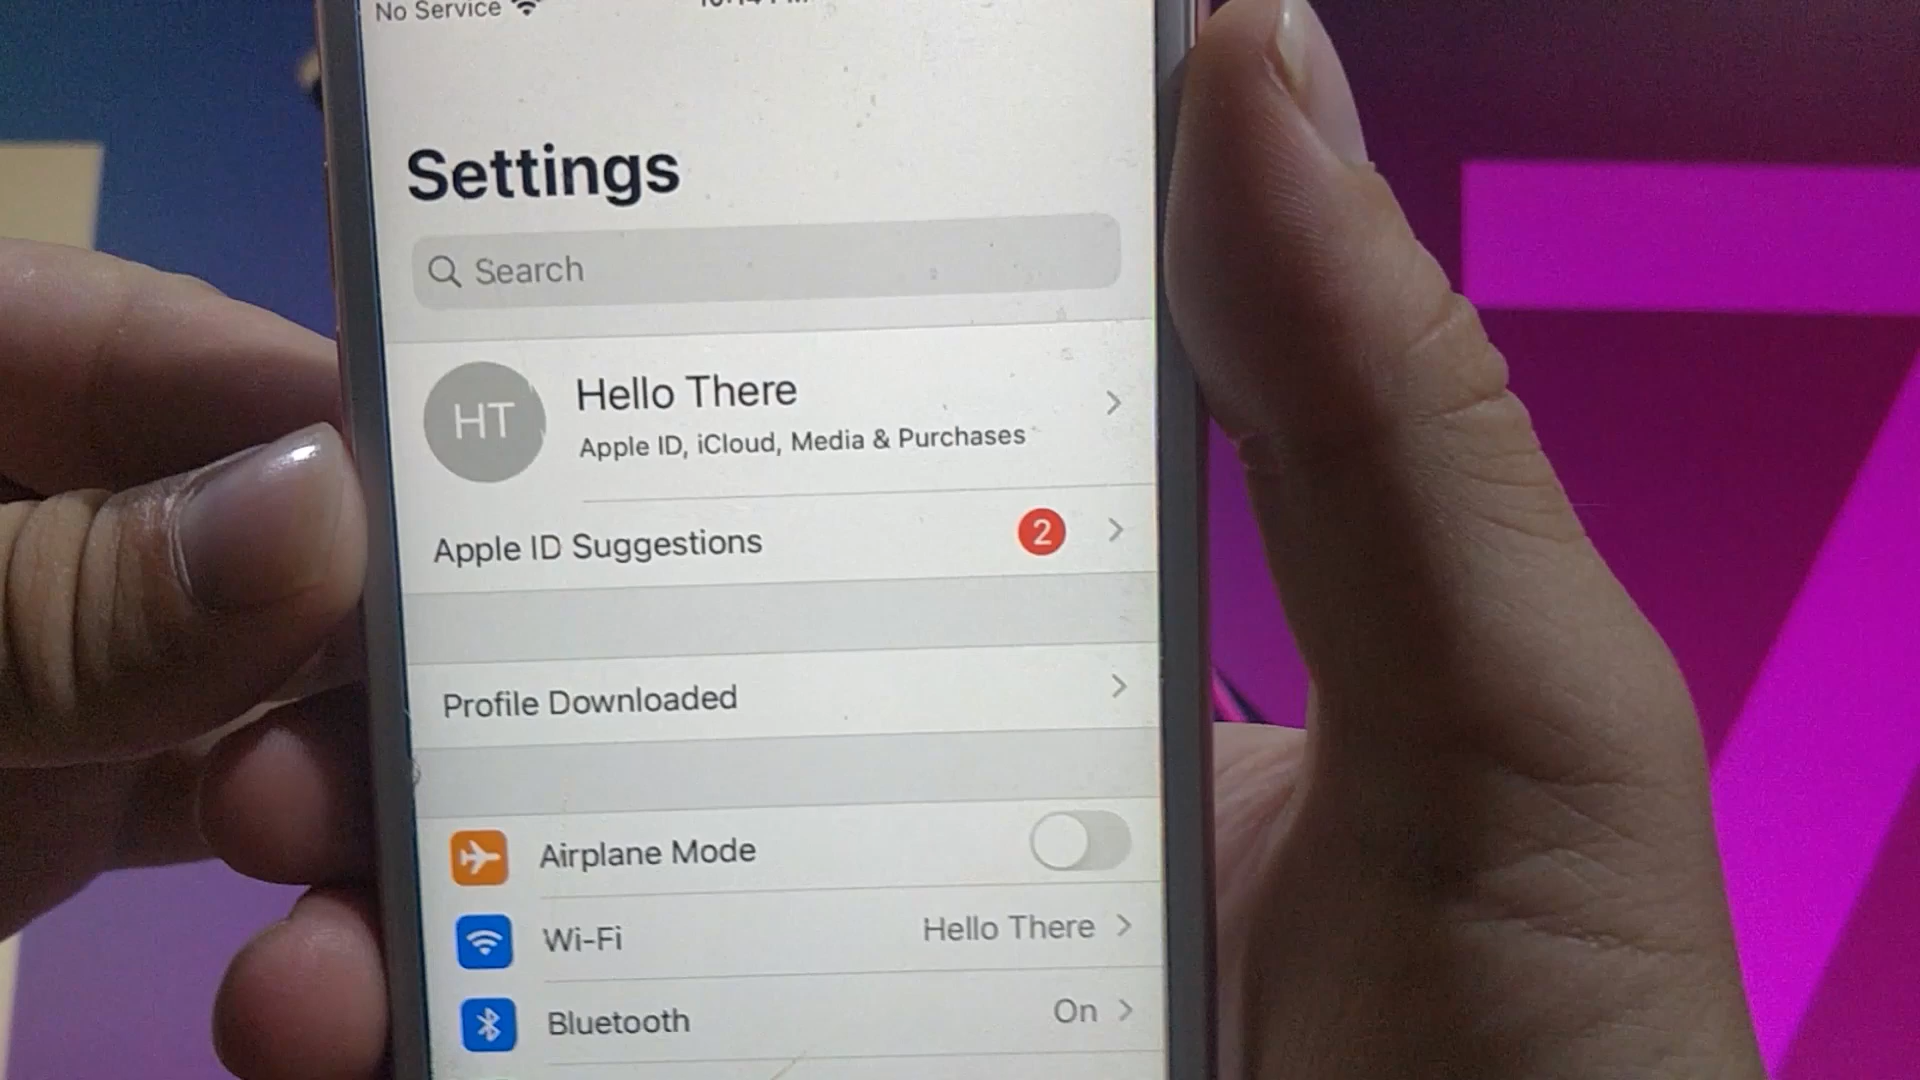 No Service
Settings
Search
HT
Hello There
Apple ID, iCloud, Media & Purchases
Apple ID Suggestions
2
Profile Downloaded
Airplane Mode
Wi-Fi
Hello There
Bluetooth
On